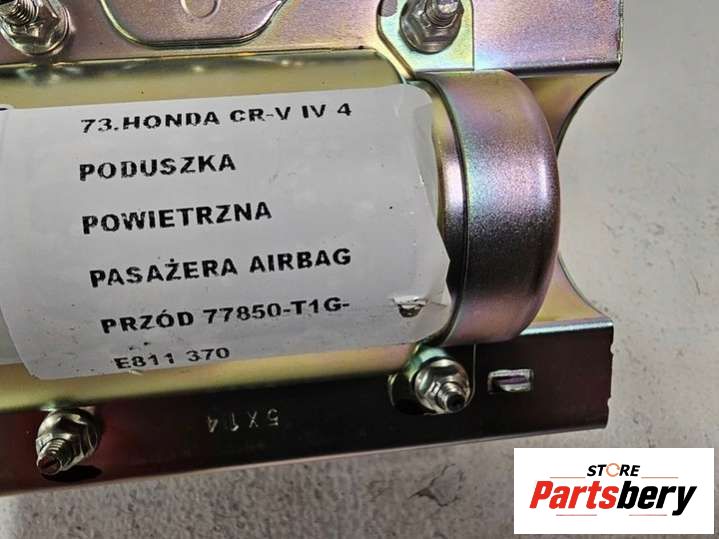 73.HONDA CR-V IV 4
PODUSZKA
POWIETRZNA
PASAŻERA AIRBAG
PRZÓD 77850-T1G-
E811 370
5X14
STORE
Partsbery